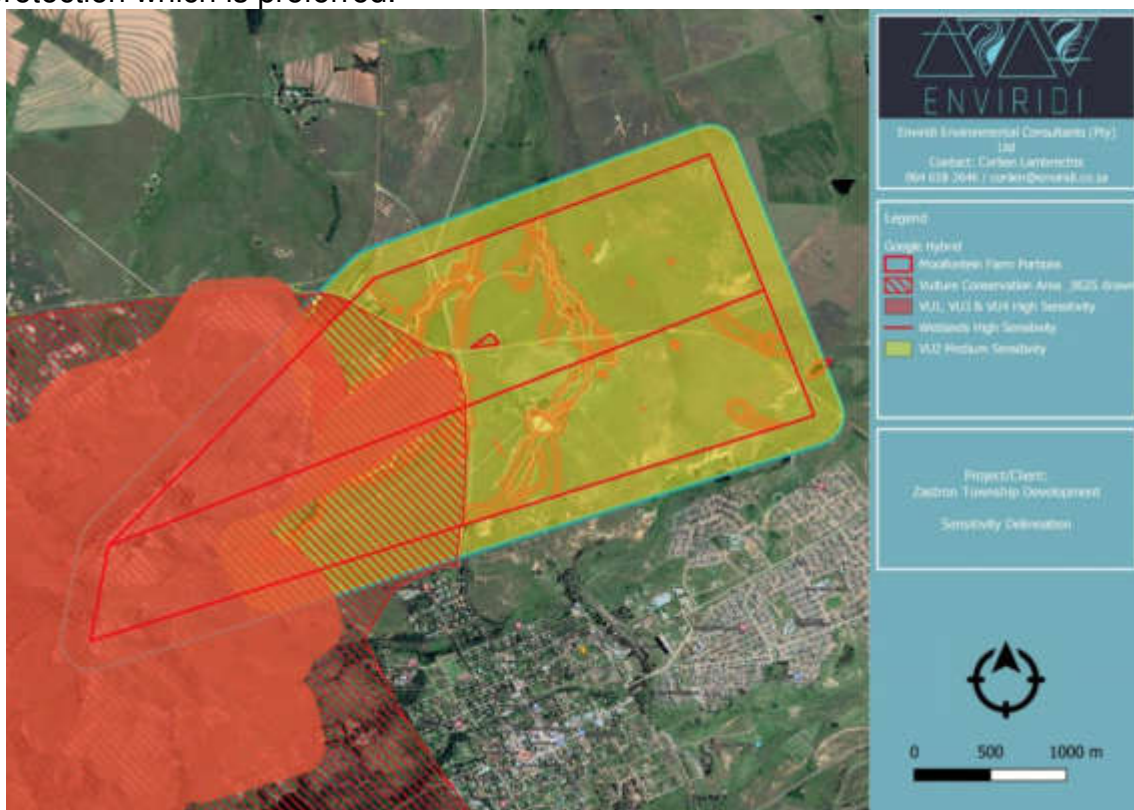 rotection which is preferred.
ENVIRIDI
Enviridi Environmental Consultants (Pty)
Ltd
Contact: Corlien Lambrechts
Legend
Google Hybrid
Mooifontein Farm Portions
Vulture Conservation Area
VU1, VU3 & VU4 High Sensitivity
Wetlands High Sensitivity
VU2 Medium Sensitivity
Project/Client:
Zastron Township Development
Sensitivity Delineation
0 500 1000 m